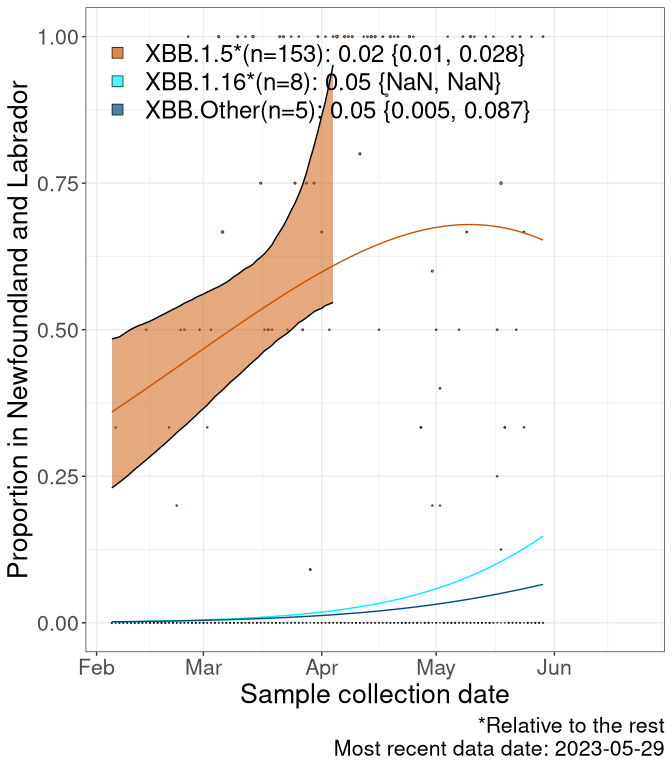 XBB.1.5*(n=153): 0.02 {0.01, 0.028}
XBB.1.16*(n=8): 0.05 {NaN, NaN}
XBB.Other(n=5): 0.05 {0.005, 0.087}
Proportion in Newfoundland and Labrador
1.00
0.75
0.50
0.25
0.00
Feb Mar Apr May Jun
Sample collection date
*Relative to the rest
Most recent data date: 2023-05-29